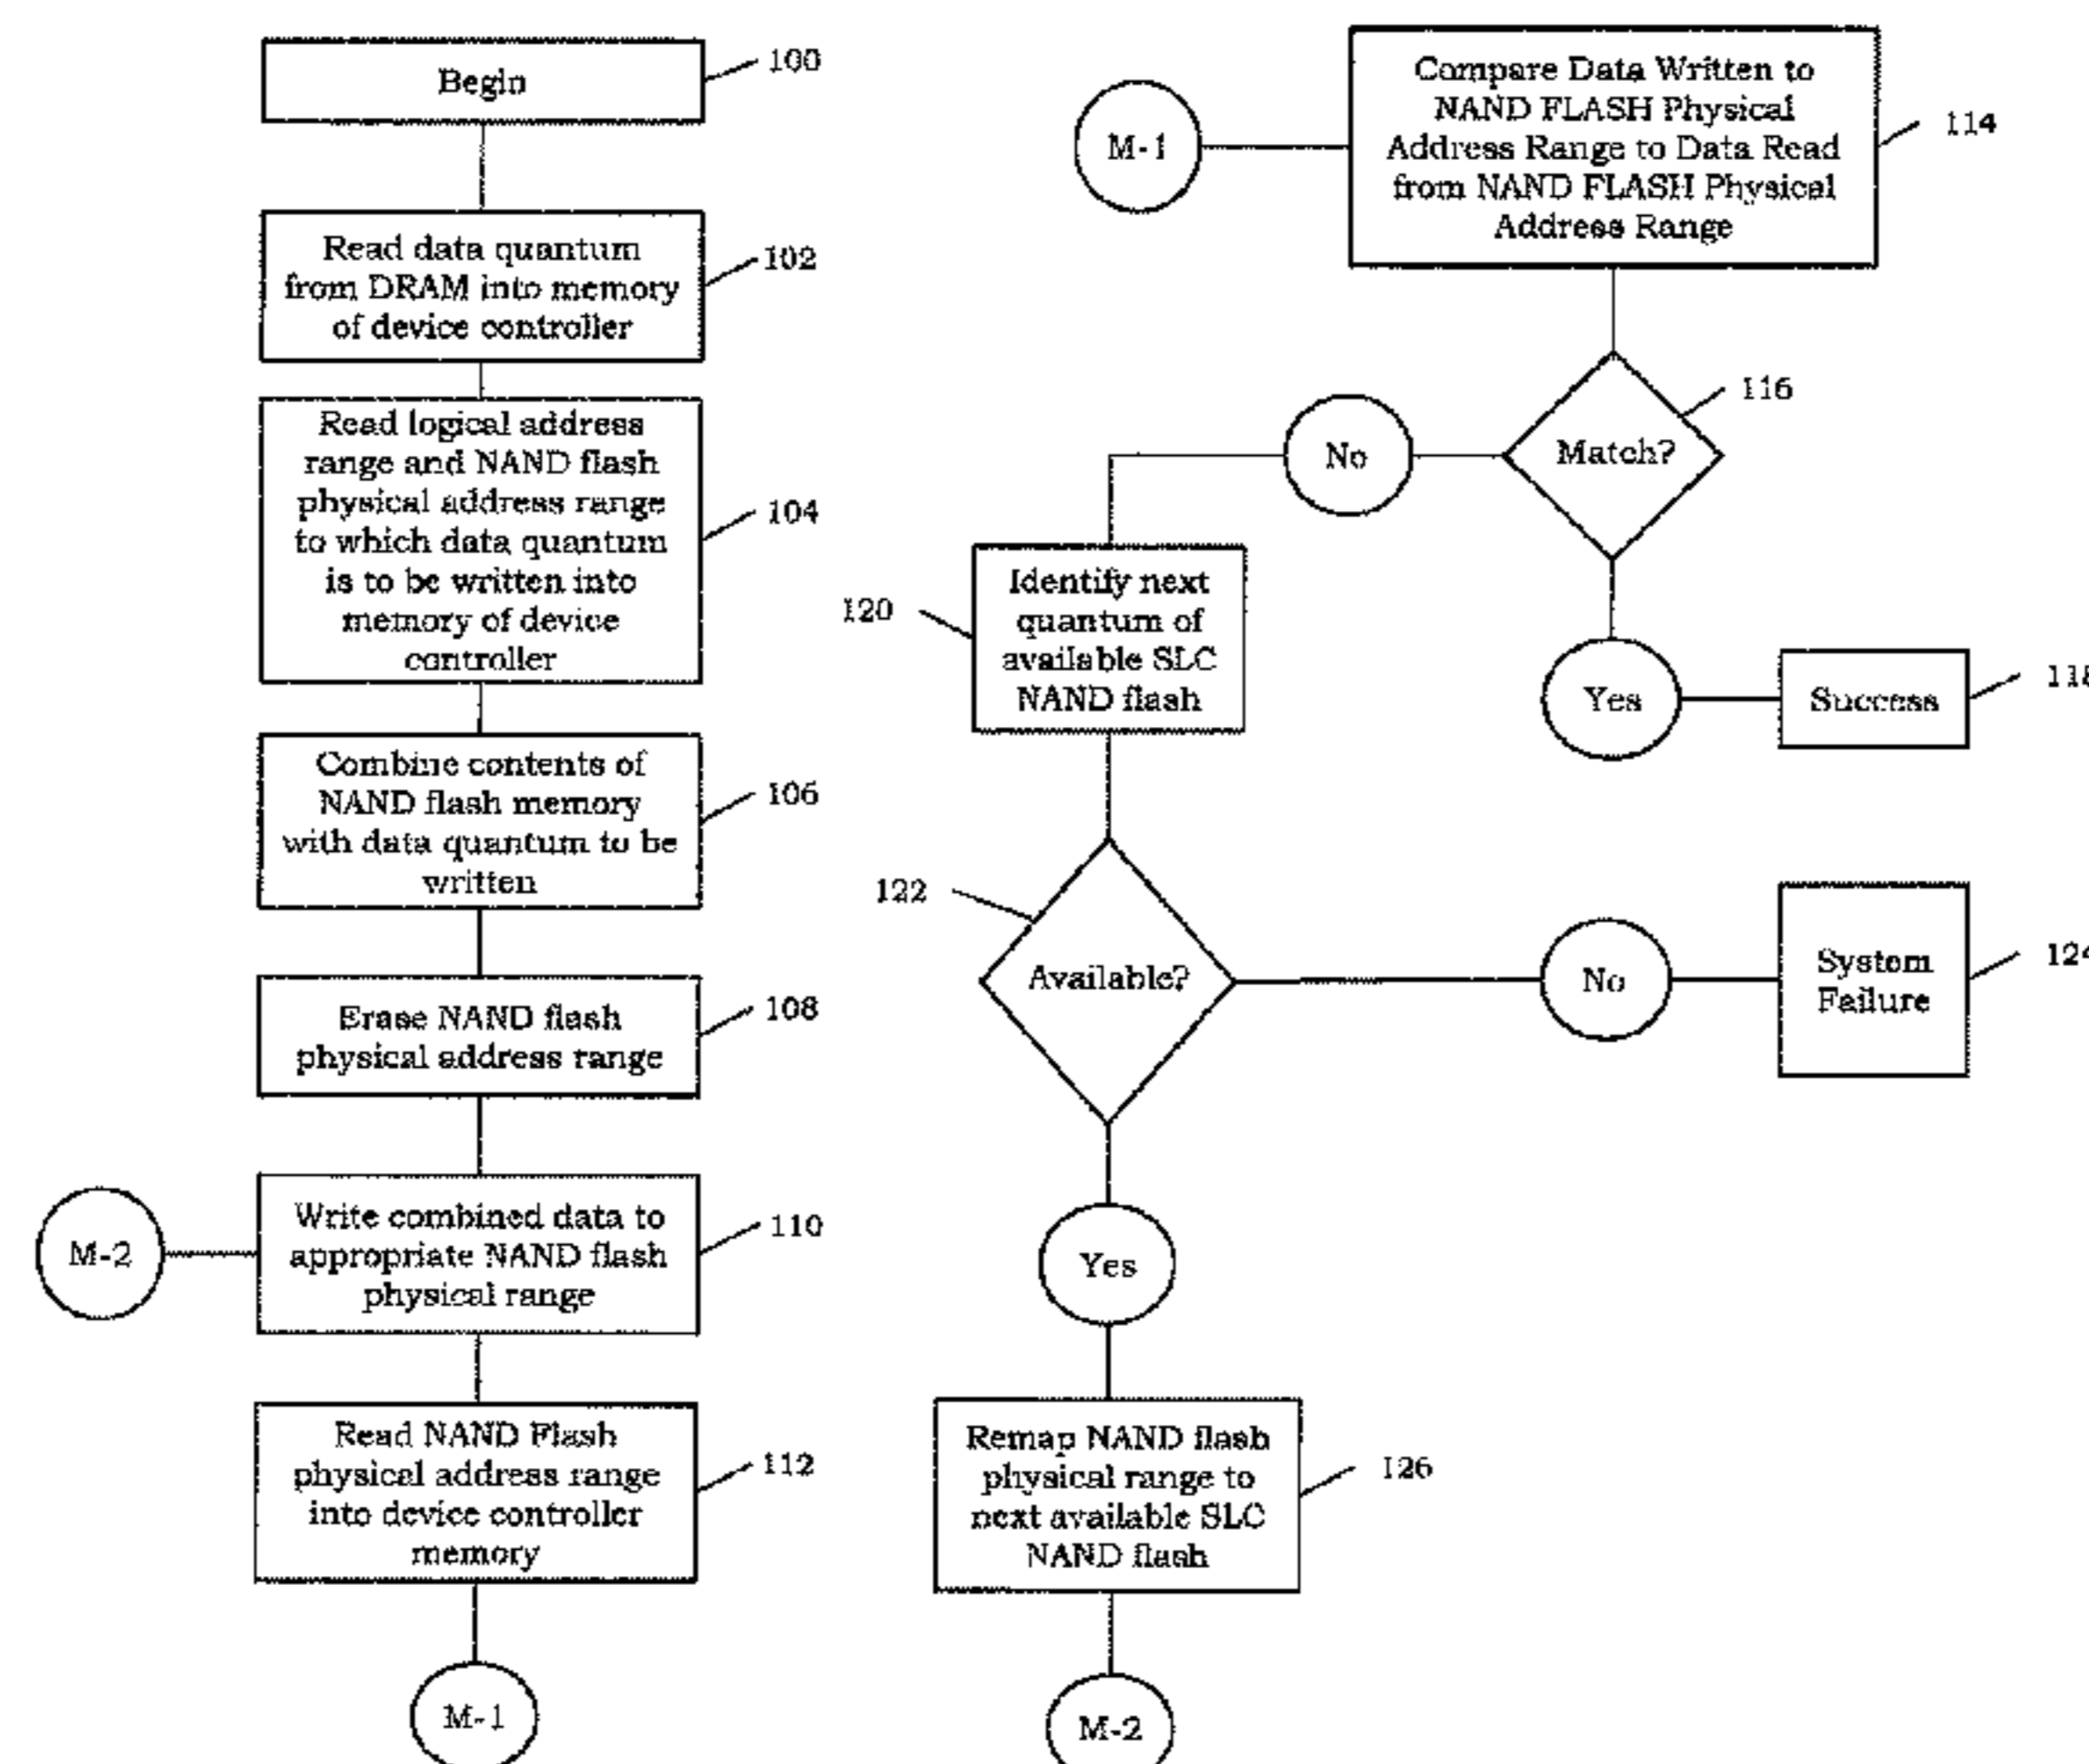 Begin
100
Read data quantum
from DRAM into memory
of device controller
102
Read logical address
range and NAND flash
physical address range
to which data quantum
is to be written into
memory of device
controller
104
Combine contents of
NAND flash memory
with data quantum to be
written
106
Erase NAND flash
physical address range
108
M-2
Write combined data to
appropriate NAND flash
physical range
110
Read NAND Flash
physical address range
into device controller
memory
112
M-1
M-1
Compare Data Written to
NAND FLASH Physical
Address Range to Data Read
from NAND FLASH Physical
Address Range
114
Match?
116
No
Yes
Success
118
120
Identify next
quantum of
available SLC
NAND flash
122
Available?
No
System
Failure
124
Yes
Remap NAND flash
physical range to
next available SLC
NAND flash
126
M-2